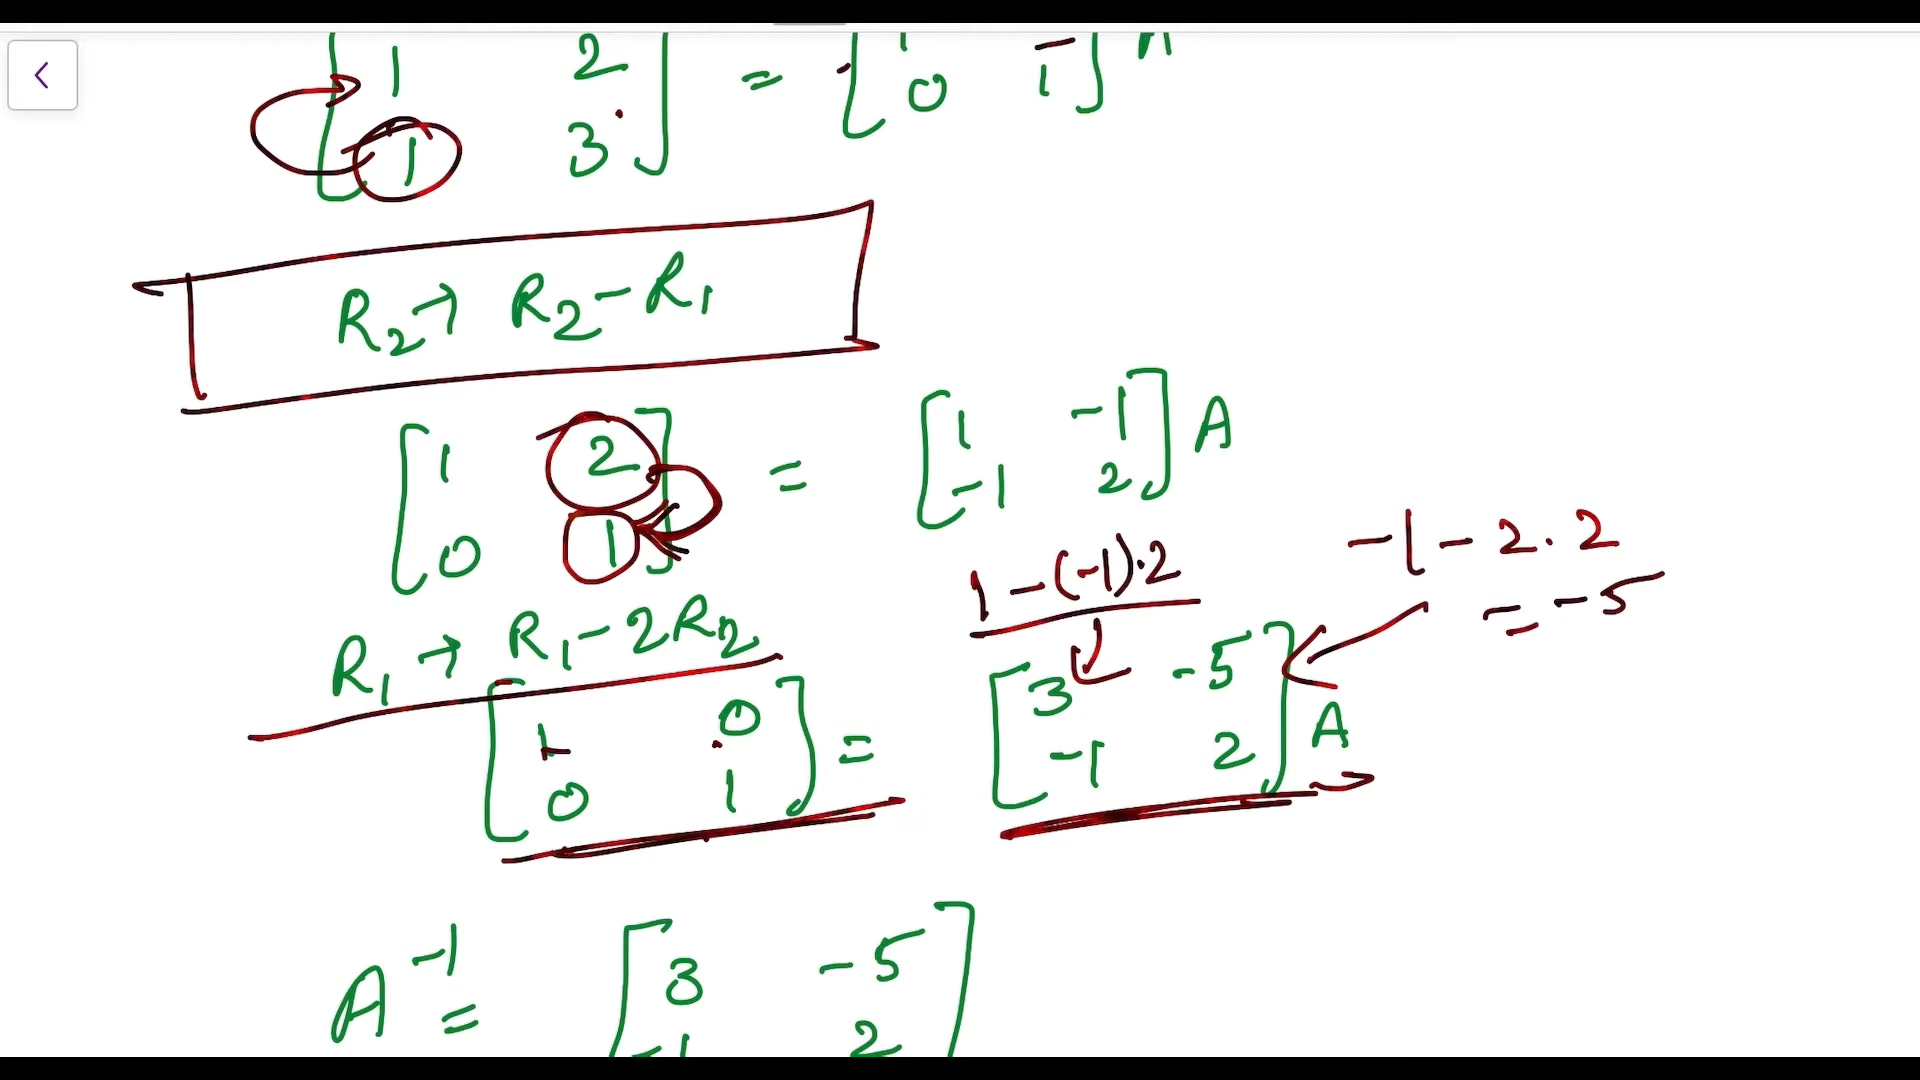 [ 1 2 ] = [ 1 - ] A
[ 1 3 ] [ 0 1 ]
R₂ → R₂ - R₁
[ 1 2 ] = [ 1 -1 ] A
[ 0 1 ] [ -1 2 ]
1 - (-1)·2
-1 - 2 · 2
= -5
R₁ → R₁ - 2R₂
[ 1 0 ] = [ 3 -5 ] A
[ 0 1 ] [ -1 2 ]
A⁻¹ = [ 3 -5 ]
[ -1 2 ]